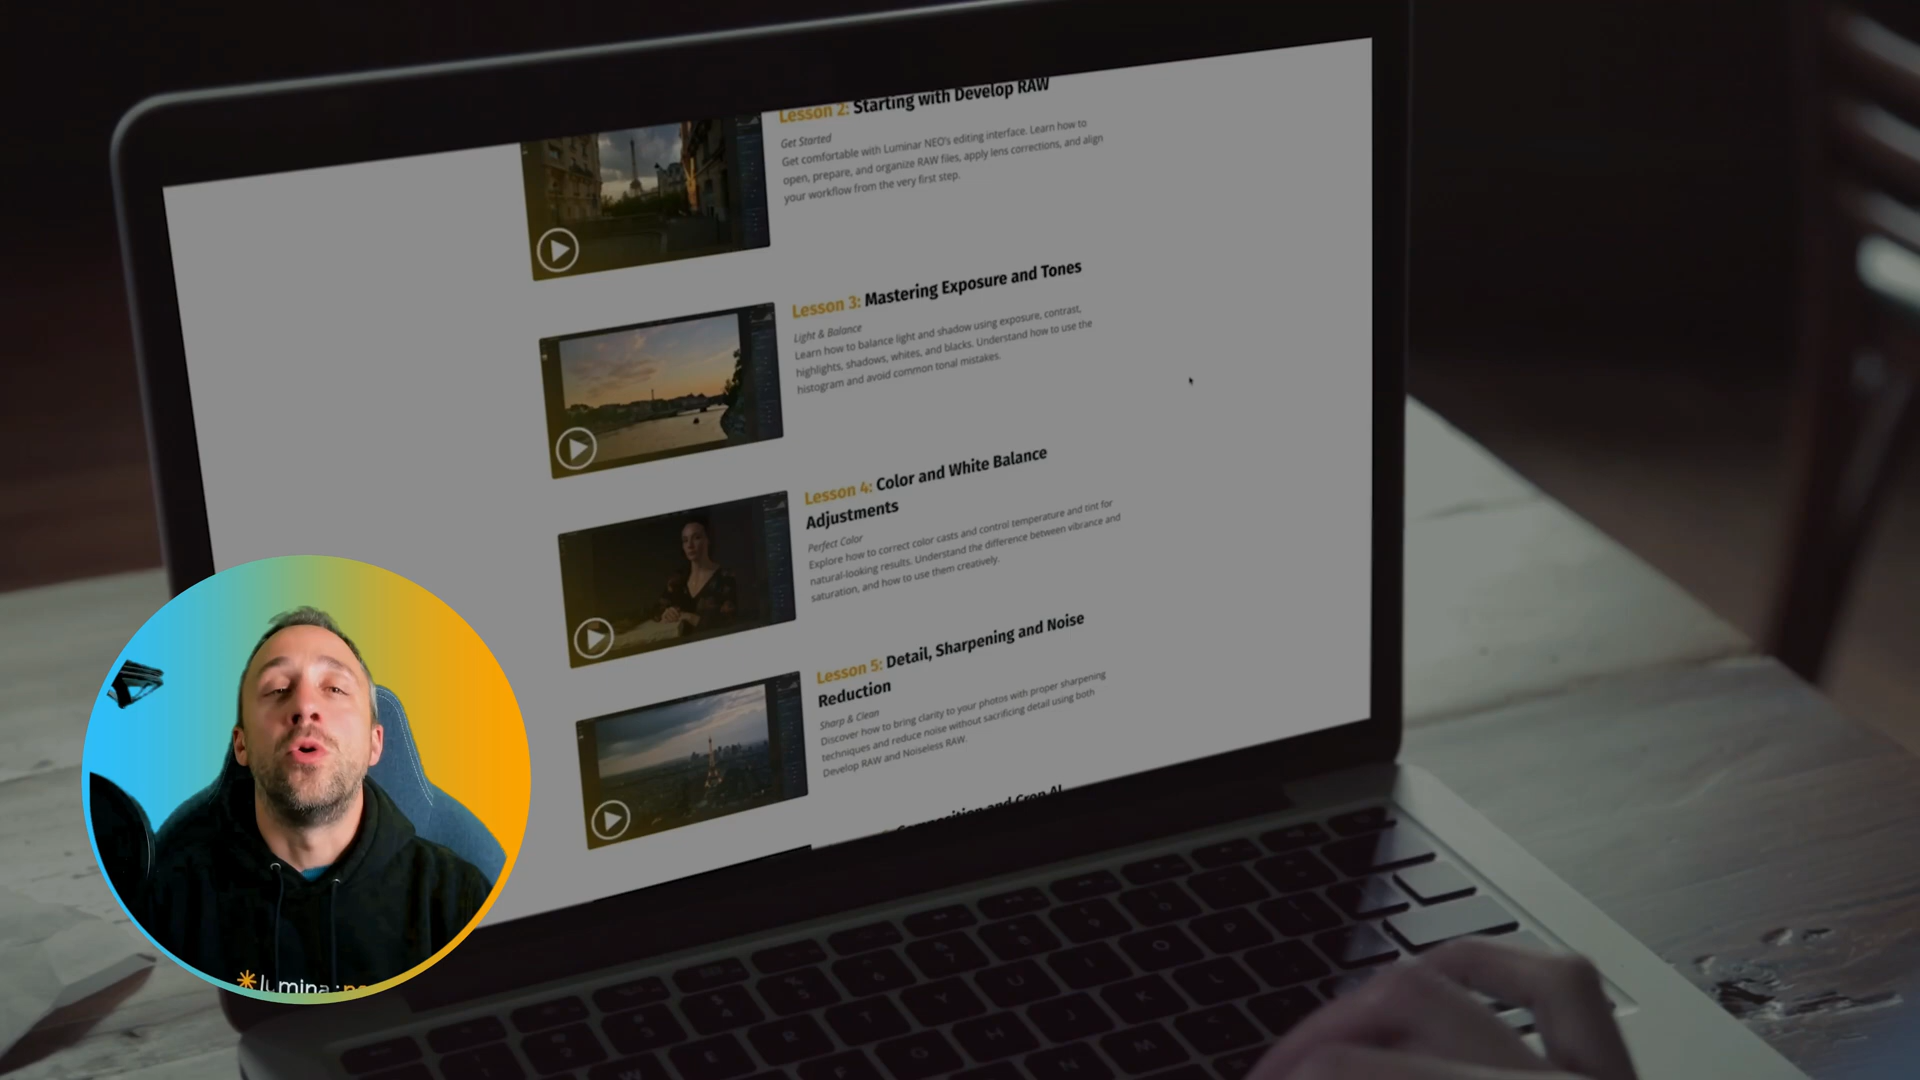 Lesson 2: Starting with Develop RAW
Get Started
Get comfortable with Luminar NEO's editing interface. Learn how to
open, prepare, and organize RAW files, apply lens corrections, and align
your workflow from the very first step.
Lesson 3: Mastering Exposure and Tones
Light & Balance
Learn how to balance light and shadow using exposure, contrast,
highlights, shadows, whites, and blacks. Understand how to use the
histogram and avoid common tonal mistakes.
Lesson 4: Color and White Balance
Adjustments
Perfect Color
Explore how to correct color casts and control temperature and tint for
natural-looking results. Understand the difference between vibrance and
saturation, and how to use them creatively.
Lesson 5: Detail, Sharpening and Noise
Reduction
Sharp & Clean
Discover how to bring clarity to your photos with proper sharpening
techniques and reduce noise without sacrificing detail using both
Develop RAW and Noiseless RAW.
Composition and Crop AI